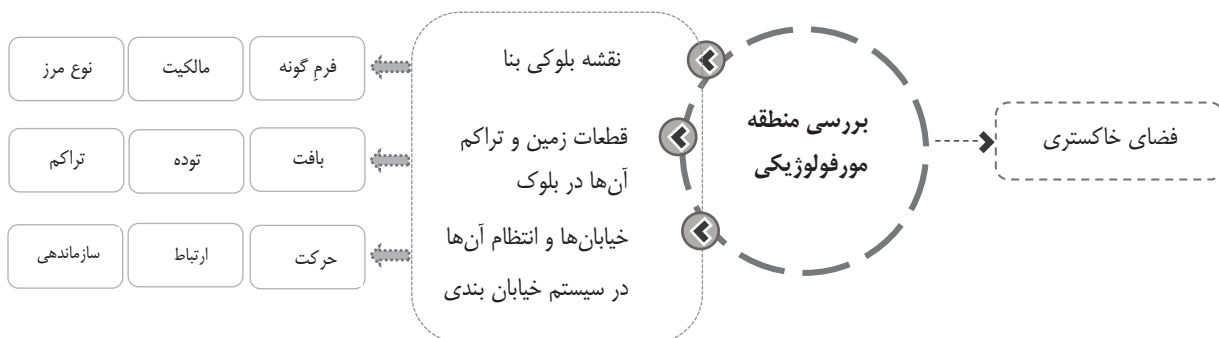 فضای خاکستری
بررسی منطقه
مورفولوژیکی
نقشه بلوکی بنا
قطعات زمین و تراکم
آن‌ها در بلوک
خیابان‌ها و انتظام آن‌ها
در سیستم خیابان بندی
فرمِ گونه
مالکیت
نوع مرز
بافت
توده
تراکم
حرکت
ارتباط
سازماندهی